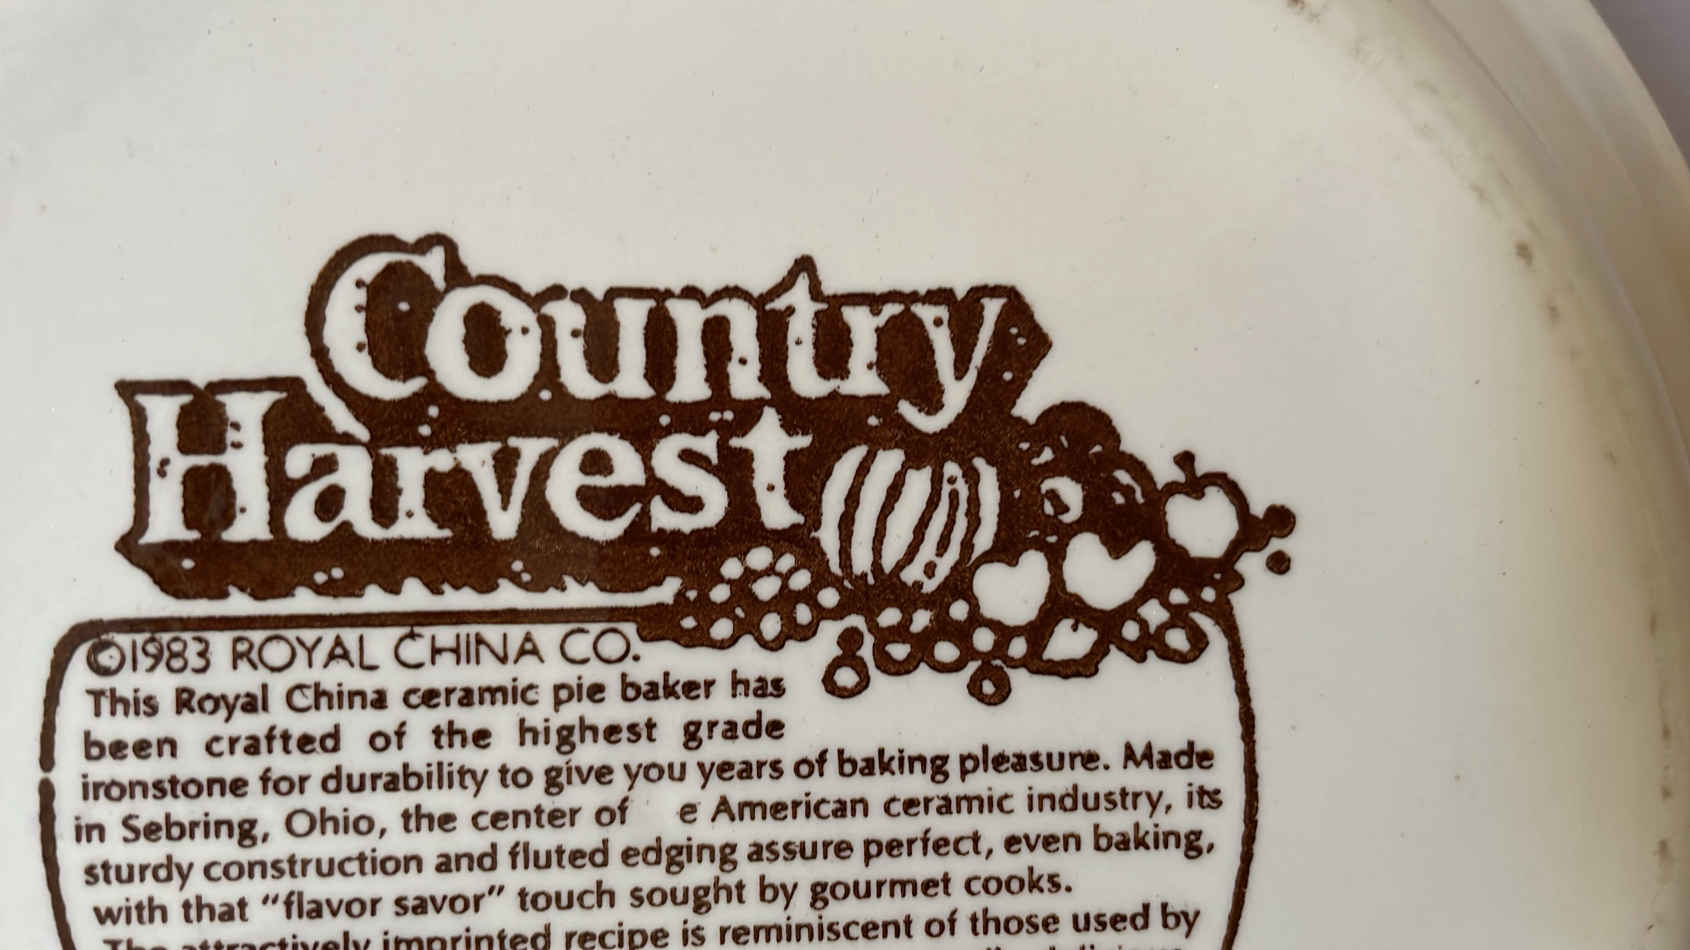 Country
Harvest
©1983 ROYAL CHINA CO.
This Royal China ceramic pie baker has
been crafted of the highest grade
ironstone for durability to give you years of baking pleasure. Made
in Sebring, Ohio, the center of e American ceramic industry, its
sturdy construction and fluted edging assure perfect, even baking,
with that “flavor savor” touch sought by gourmet cooks.
The attractively imprinted recipe is reminiscent of those used by